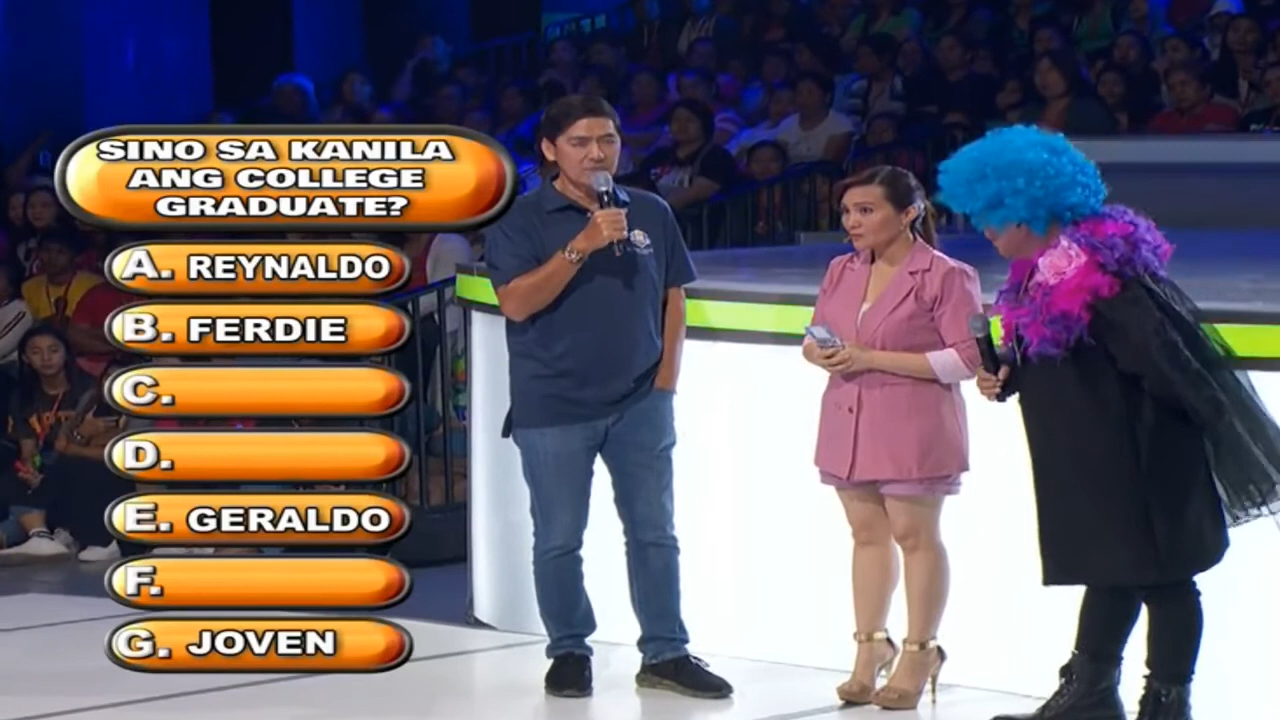 SINO SA KANILA
ANG COLLEGE
GRADUATE?
A. REYNALDO
B. FERDIE
C.
D.
E. GERALDO
F.
G. JOVEN